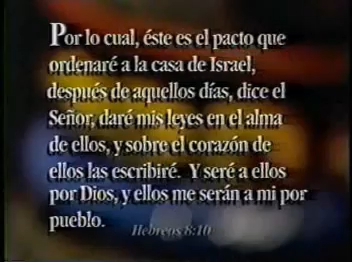 Por lo cual, éste es el pacto que
ordenaré a la casa de Israel,
después de aquellos días, dice el
Señor, daré mis leyes en el alma
de ellos, y sobre el corazón de
ellos las escribiré. Y seré a ellos
por Dios, y ellos me serán a mi por
pueblo.
Hebreos 8:10